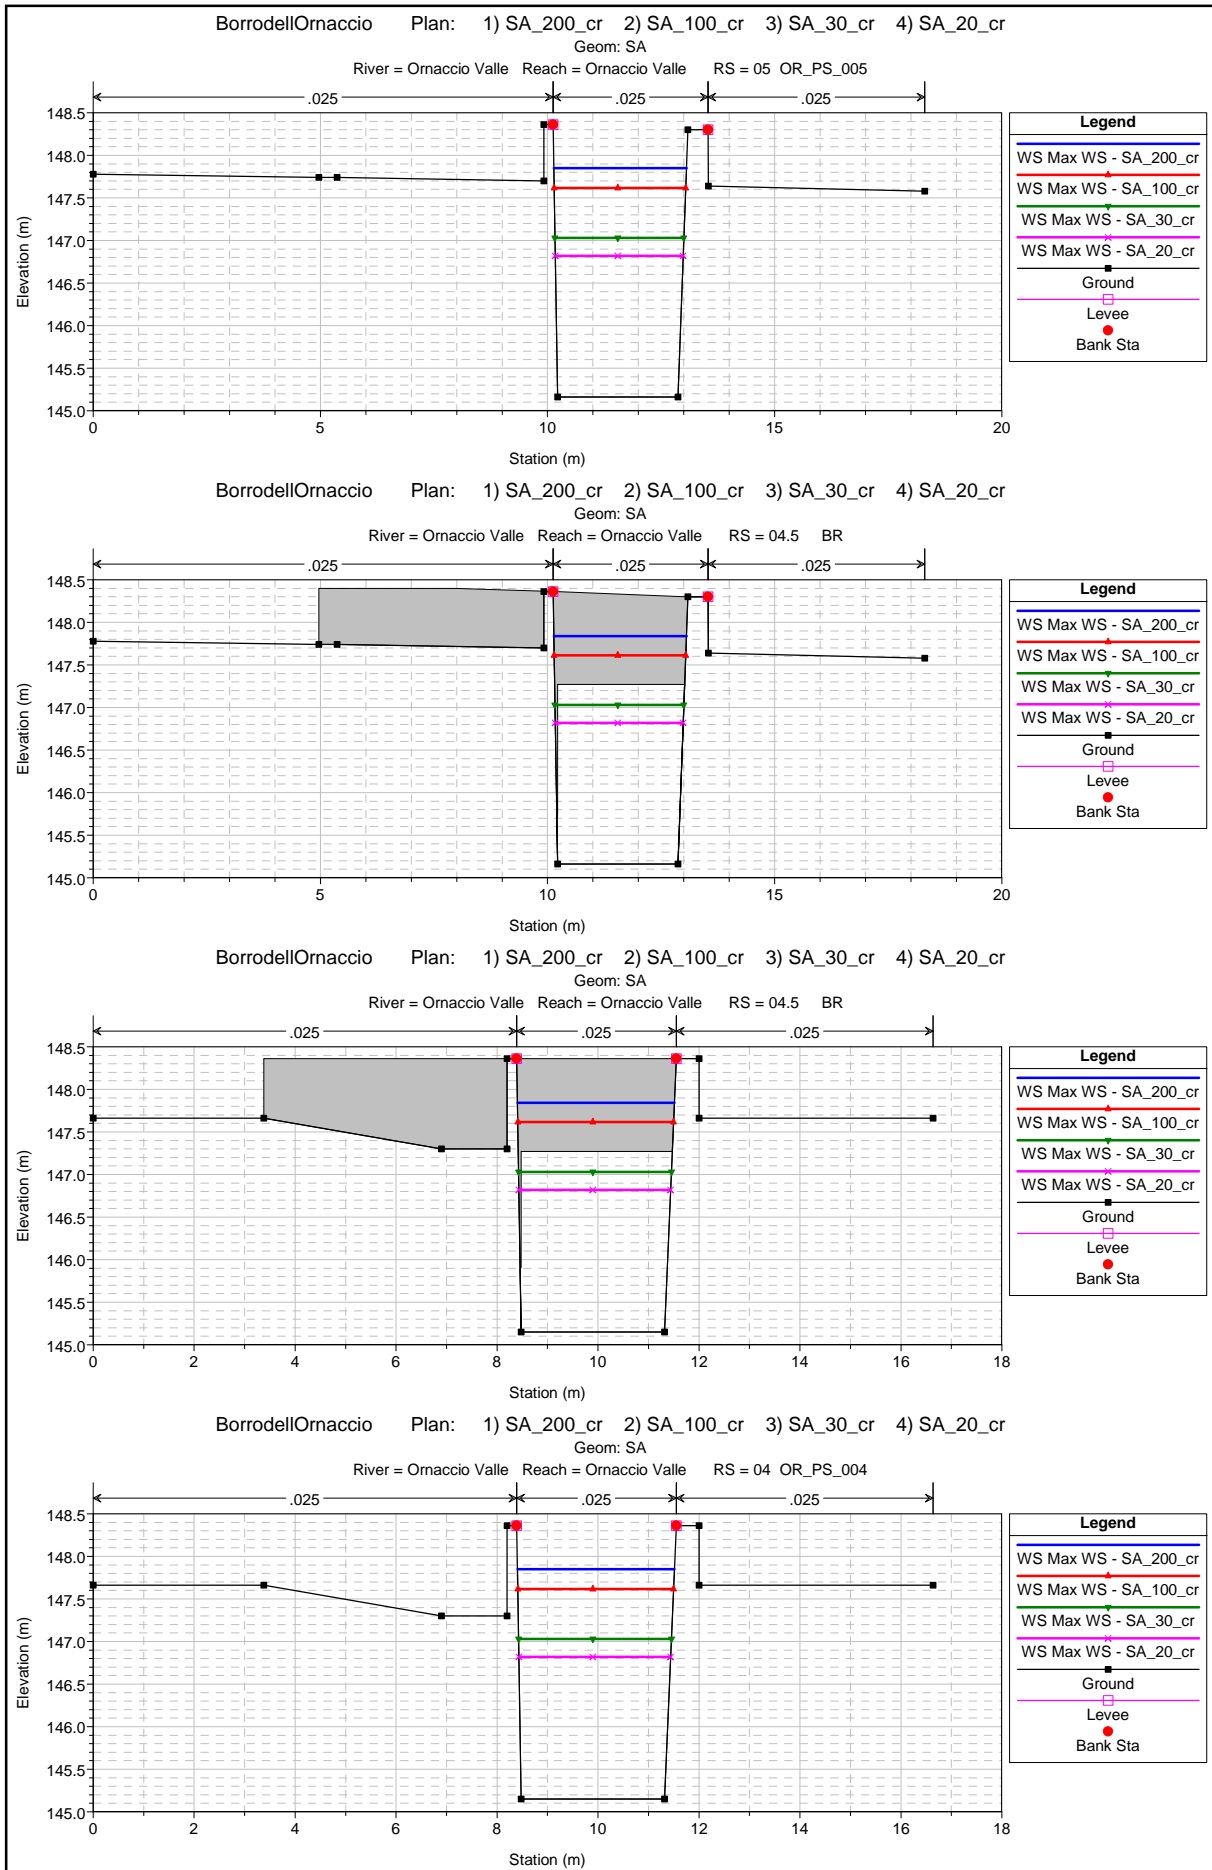 BorrodellOrnaccio Plan: 1) SA_200_cr 2) SA_100_cr 3) SA_30_cr 4) SA_20_cr
Geom: SA
River = Ornaccio Valle Reach = Ornaccio Valle RS = 05 OR_PS_005
.025 .025 .025
148.5
148.0
147.5
147.0
146.5
146.0
145.5
145.0
Elevation (m)
0 5 10 15 20
Station (m)
Legend
WS Max WS - SA_200_cr
WS Max WS - SA_100_cr
WS Max WS - SA_30_cr
WS Max WS - SA_20_cr
Ground
Levee
Bank Sta
BorrodellOrnaccio Plan: 1) SA_200_cr 2) SA_100_cr 3) SA_30_cr 4) SA_20_cr
Geom: SA
River = Ornaccio Valle Reach = Ornaccio Valle RS = 04.5 BR
.025 .025 .025
148.5
148.0
147.5
147.0
146.5
146.0
145.5
145.0
Elevation (m)
0 5 10 15 20
Station (m)
Legend
WS Max WS - SA_200_cr
WS Max WS - SA_100_cr
WS Max WS - SA_30_cr
WS Max WS - SA_20_cr
Ground
Levee
Bank Sta
BorrodellOrnaccio Plan: 1) SA_200_cr 2) SA_100_cr 3) SA_30_cr 4) SA_20_cr
Geom: SA
River = Ornaccio Valle Reach = Ornaccio Valle RS = 04.5 BR
.025 .025 .025
148.5
148.0
147.5
147.0
146.5
146.0
145.5
145.0
Elevation (m)
0 2 4 6 8 10 12 14 16 18
Station (m)
Legend
WS Max WS - SA_200_cr
WS Max WS - SA_100_cr
WS Max WS - SA_30_cr
WS Max WS - SA_20_cr
Ground
Levee
Bank Sta
BorrodellOrnaccio Plan: 1) SA_200_cr 2) SA_100_cr 3) SA_30_cr 4) SA_20_cr
Geom: SA
River = Ornaccio Valle Reach = Ornaccio Valle RS = 04 OR_PS_004
.025 .025 .025
148.5
148.0
147.5
147.0
146.5
146.0
145.5
145.0
Elevation (m)
0 2 4 6 8 10 12 14 16 18
Station (m)
Legend
WS Max WS - SA_200_cr
WS Max WS - SA_100_cr
WS Max WS - SA_30_cr
WS Max WS - SA_20_cr
Ground
Levee
Bank Sta